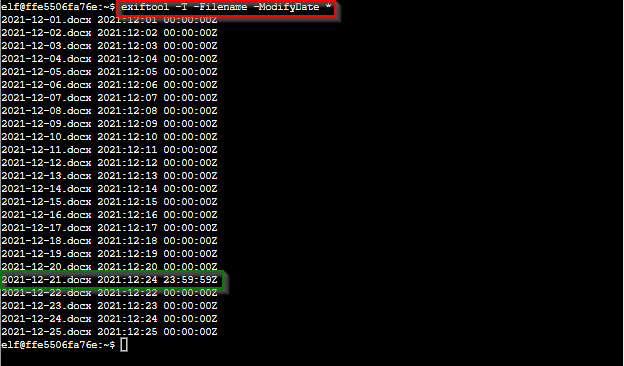 elf@ffe5506fa76e:~$ exiftool -T -Filename -ModifyDate *
2021-12-01.docx 2021:12:01 00:00:00Z
2021-12-02.docx 2021:12:02 00:00:00Z
2021-12-03.docx 2021:12:03 00:00:00Z
2021-12-04.docx 2021:12:04 00:00:00Z
2021-12-05.docx 2021:12:05 00:00:00Z
2021-12-06.docx 2021:12:06 00:00:00Z
2021-12-07.docx 2021:12:07 00:00:00Z
2021-12-08.docx 2021:12:08 00:00:00Z
2021-12-09.docx 2021:12:09 00:00:00Z
2021-12-10.docx 2021:12:10 00:00:00Z
2021-12-11.docx 2021:12:11 00:00:00Z
2021-12-12.docx 2021:12:12 00:00:00Z
2021-12-13.docx 2021:12:13 00:00:00Z
2021-12-14.docx 2021:12:14 00:00:00Z
2021-12-15.docx 2021:12:15 00:00:00Z
2021-12-16.docx 2021:12:16 00:00:00Z
2021-12-17.docx 2021:12:17 00:00:00Z
2021-12-18.docx 2021:12:18 00:00:00Z
2021-12-19.docx 2021:12:19 00:00:00Z
2021-12-20.docx 2021:12:20 00:00:00Z
2021-12-21.docx 2021:12:24 23:59:59Z
2021-12-22.docx 2021:12:22 00:00:00Z
2021-12-23.docx 2021:12:23 00:00:00Z
2021-12-24.docx 2021:12:24 00:00:00Z
2021-12-25.docx 2021:12:25 00:00:00Z
elf@ffe5506fa76e:~$